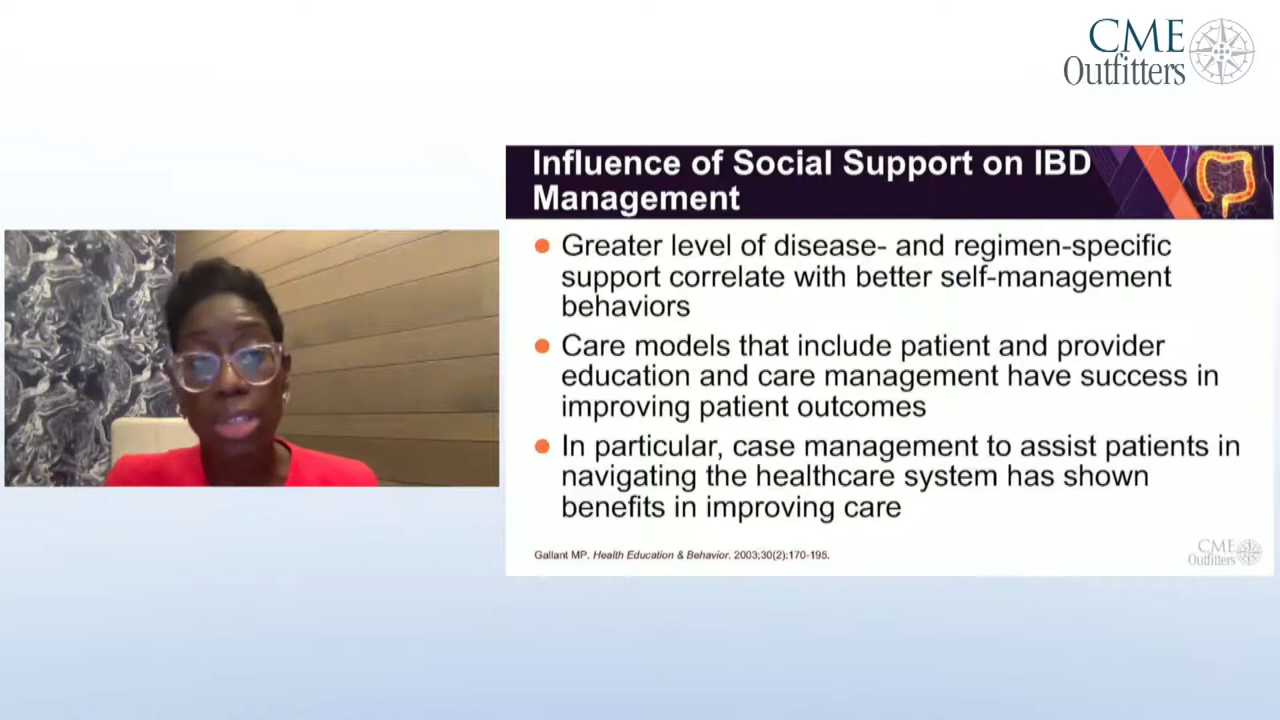 CME
Outfitters
Influence of Social Support on IBD
Management
Greater level of disease- and regimen-specific
support correlate with better self-management
behaviors
Care models that include patient and provider
education and care management have success in
improving patient outcomes
In particular, case management to assist patients in
navigating the healthcare system has shown
benefits in improving care
Gallant MP. Health Education & Behavior. 2003;30(2):170-195.
CME
Outfitters